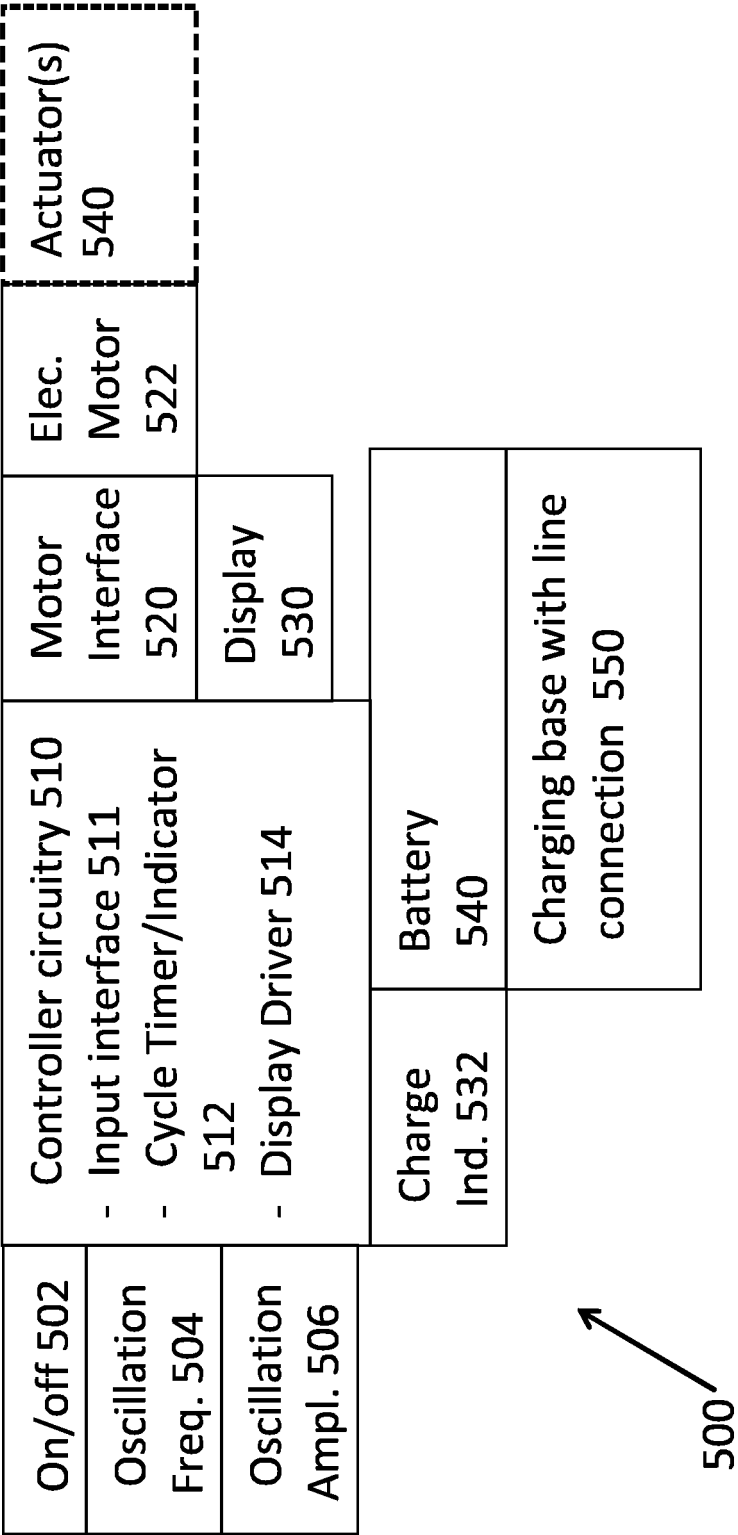 On/off 502
Oscillation
Freq. 504
Oscillation
Ampl. 506
Controller circuitry 510
- Input interface 511
- Cycle Timer/Indicator
512
- Display Driver 514
Motor
Interface
520
Elec.
Motor
522
Actuator(s)
540
Display
530
Charge
Ind. 532
Battery
540
Charging base with line
connection 550
500